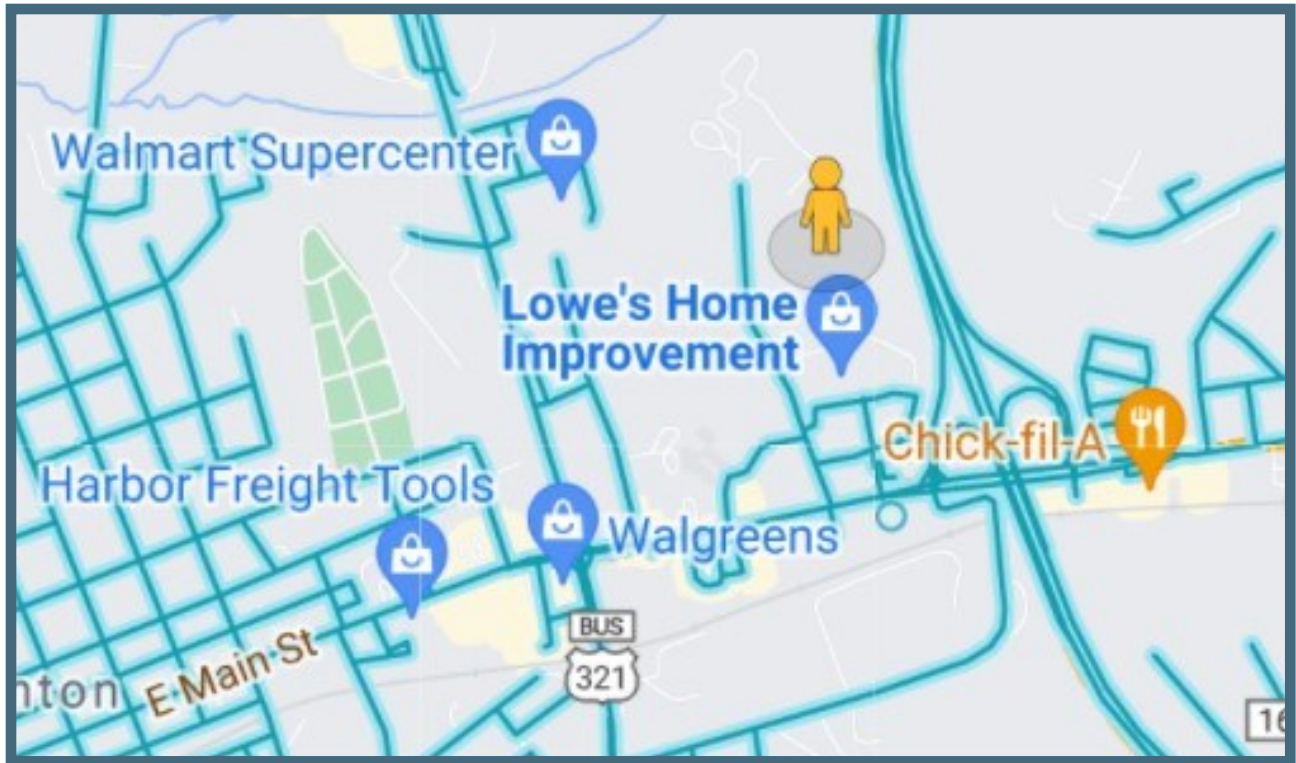 Walmart Supercenter
Lowe's Home
Improvement
Chick-fil-A
Harbor Freight Tools
Walgreens
BUS
321
E Main St
nton
16